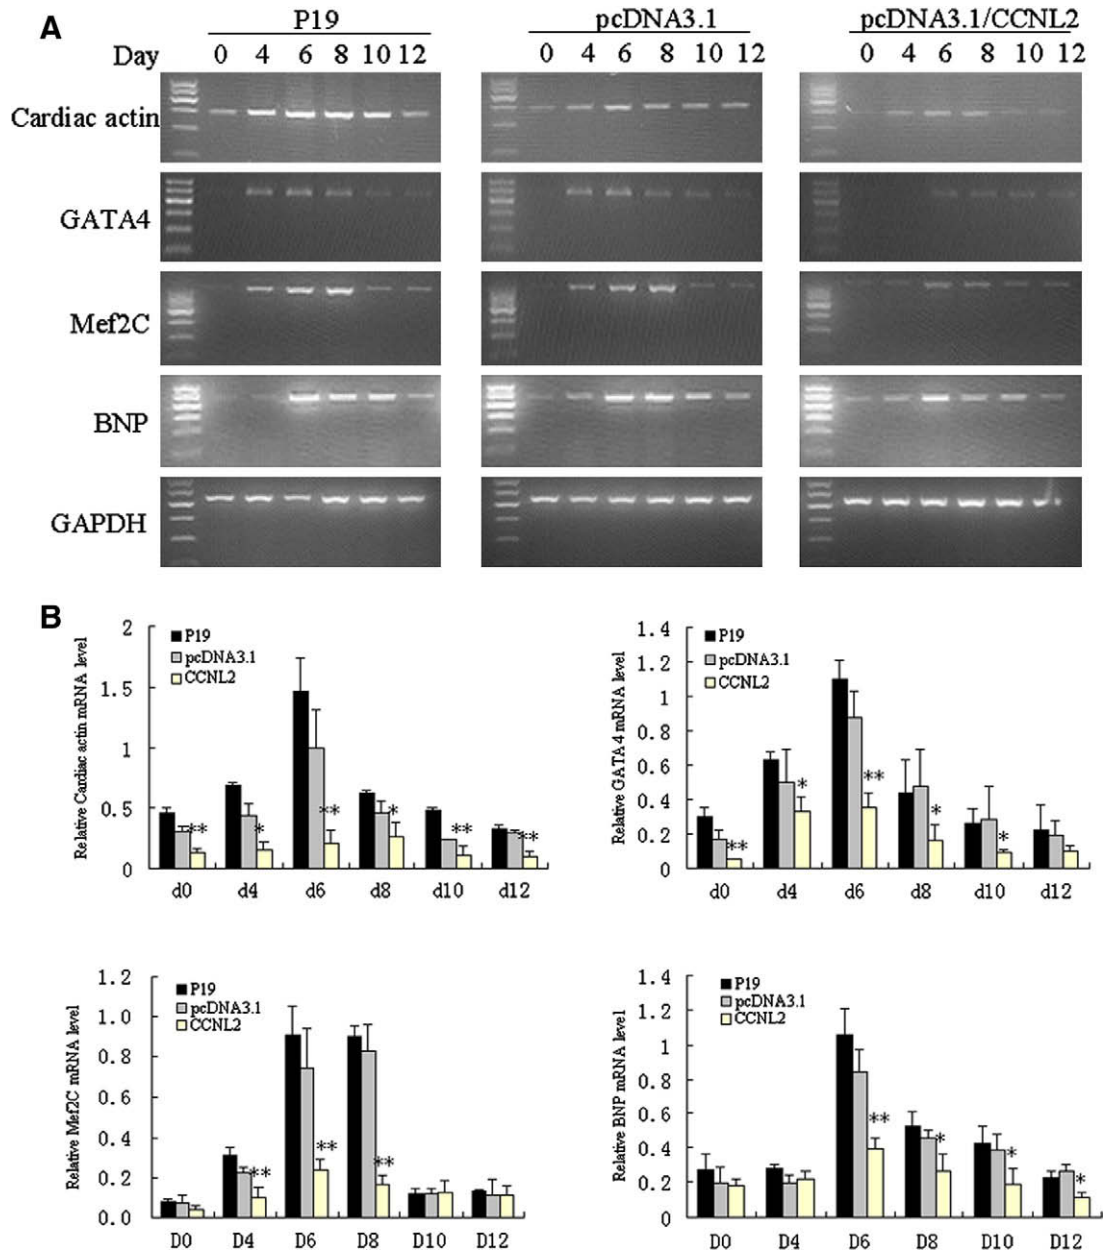 A
P19 pcDNA3.1 pcDNA3.1/CCNL2
Day 0 4 6 8 10 12 0 4 6 8 10 12 0 4 6 8 10 12
Cardiac actin
GATA4
Mef2C
BNP
GAPDH
B
Relative Cardiac actin mRNA level
2
1.5
1
0.5
0
P19
pcDNA3.1
CCNL2
** * ** * ** **
d0 d4 d6 d8 d10 d12
Relative GATA4 mRNA level
1.4
1.2
1
0.8
0.6
0.4
0.2
0
P19
pcDNA3.1
CCNL2
** * ** * *
d0 d4 d6 d8 d10 d12
Relative Mef2C mRNA level
1.2
1.0
0.8
0.6
0.4
0.2
0.0
P19
pcDNA3.1
CCNL2
** ** **
D0 D4 D6 D8 D10 D12
Relative BNP mRNA level
1.4
1.2
1
0.8
0.6
0.4
0.2
0
P19
pcDNA3.1
CCNL2
** * * *
D0 D4 D6 D8 D10 D12